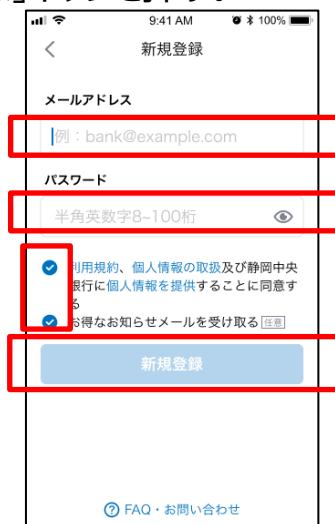 9:41 AM 100%
新規登録
メールアドレス
例：bank@example.com
パスワード
半角英数字8~100桁
利用規約、個人情報の取扱及び静岡中央
銀行に個人情報を提供することに同意す
る
お得なお知らせメールを受け取る 任意
新規登録
FAQ・お問い合わせ